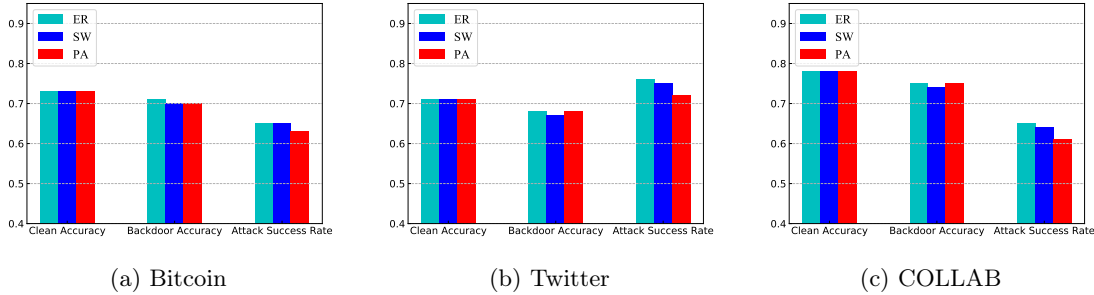 0.9
0.8
0.7
0.6
0.5
0.4
ER
SW
PA
Clean Accuracy Backdoor Accuracy Attack Success Rate
(a) Bitcoin
0.9
0.8
0.7
0.6
0.5
0.4
ER
SW
PA
Clean Accuracy Backdoor Accuracy Attack Success Rate
(b) Twitter
0.9
0.8
0.7
0.6
0.5
0.4
ER
SW
PA
Clean Accuracy Backdoor Accuracy Attack Success Rate
(c) COLLAB